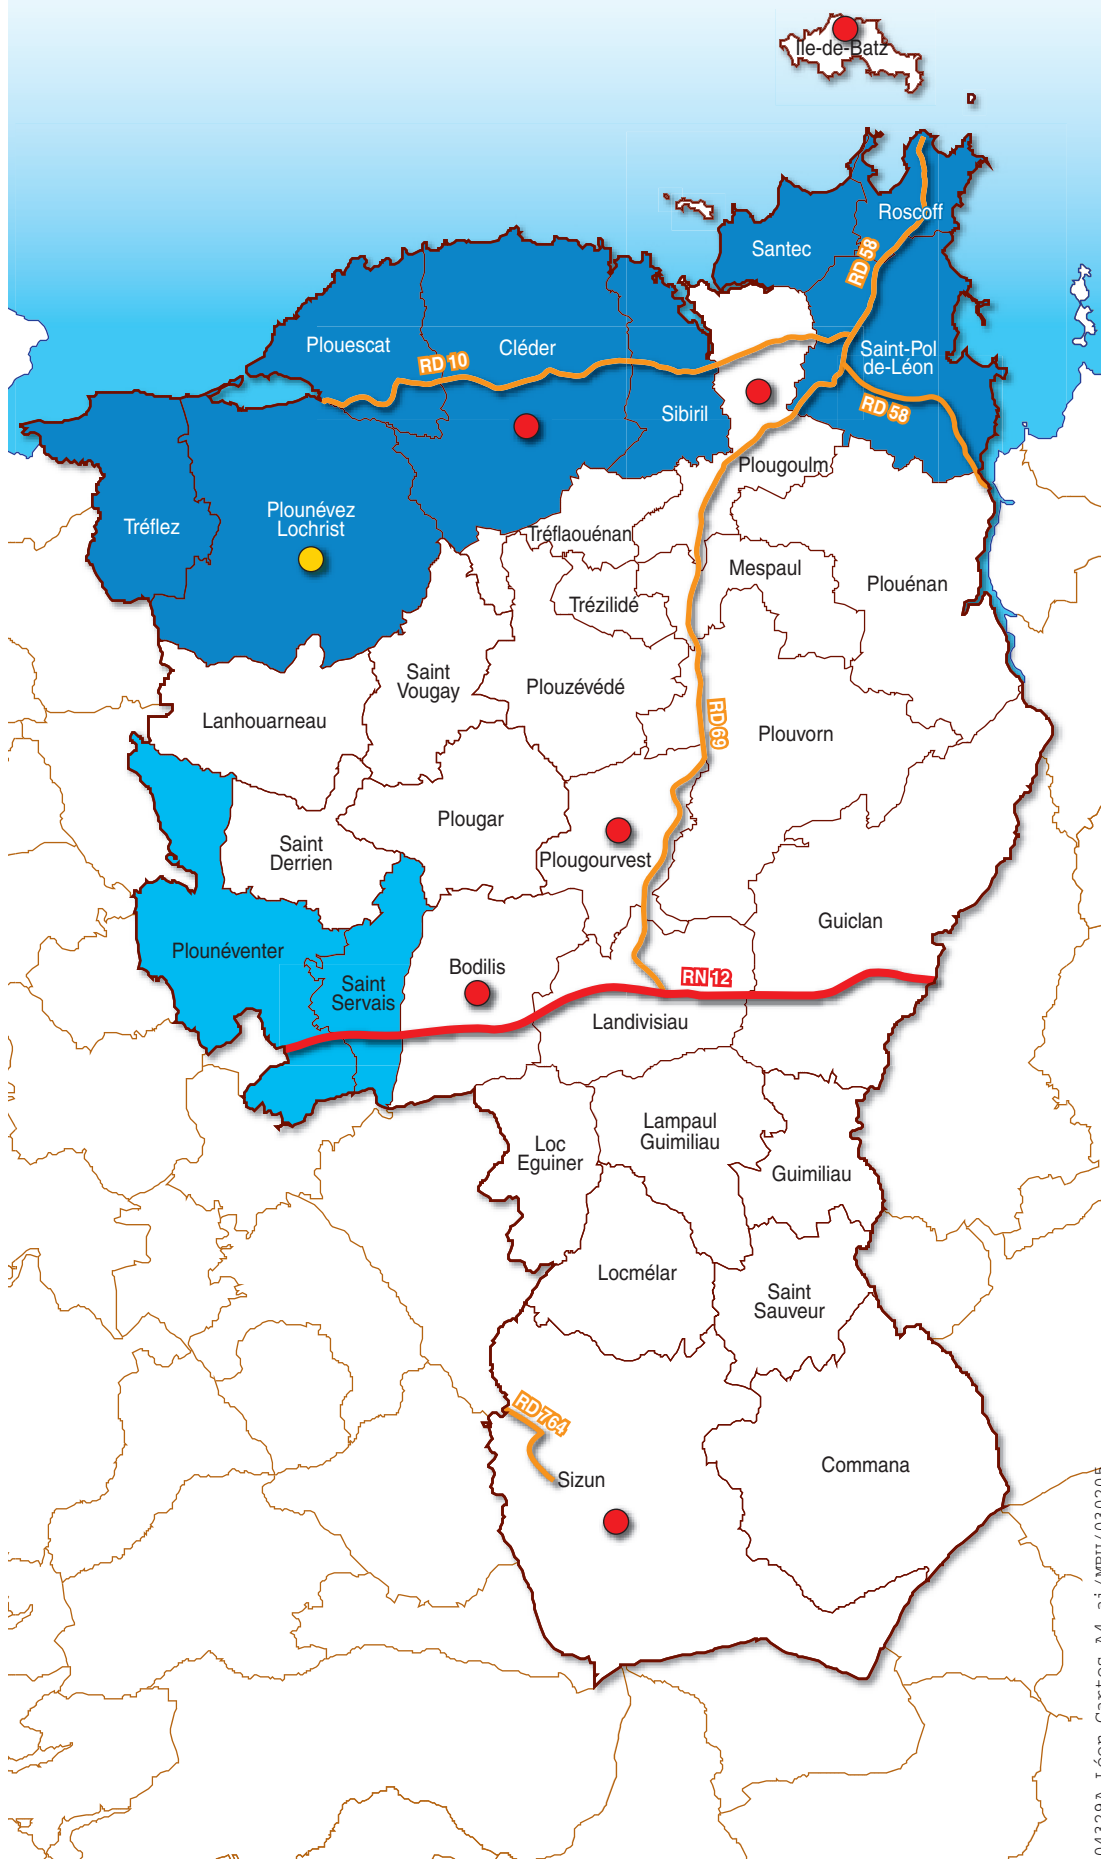 Ile-de-Batz
Roscoff
Santec
RD 58
Saint-Pol
de-Léon
Plouescat
Cléder
RD 10
RD 58
Sibiril
Plougoulm
Tréflez
Plounévez
Lochrist
Tréflaouénan
Mespaul
Plouénan
Trézilidé
Saint
Vougay
Plouzévédé
Lanhouarneau
RD 69
Plouvorn
Plougar
Saint
Derrien
Plougourvest
Guiclan
Plounéventer
Bodilis
RN 12
Saint
Servais
Landivisiau
Lampaul
Guimiliau
Loc
Eguiner
Guimiliau
Locmélar
Saint
Sauveur
RD 764
Sizun
Commana